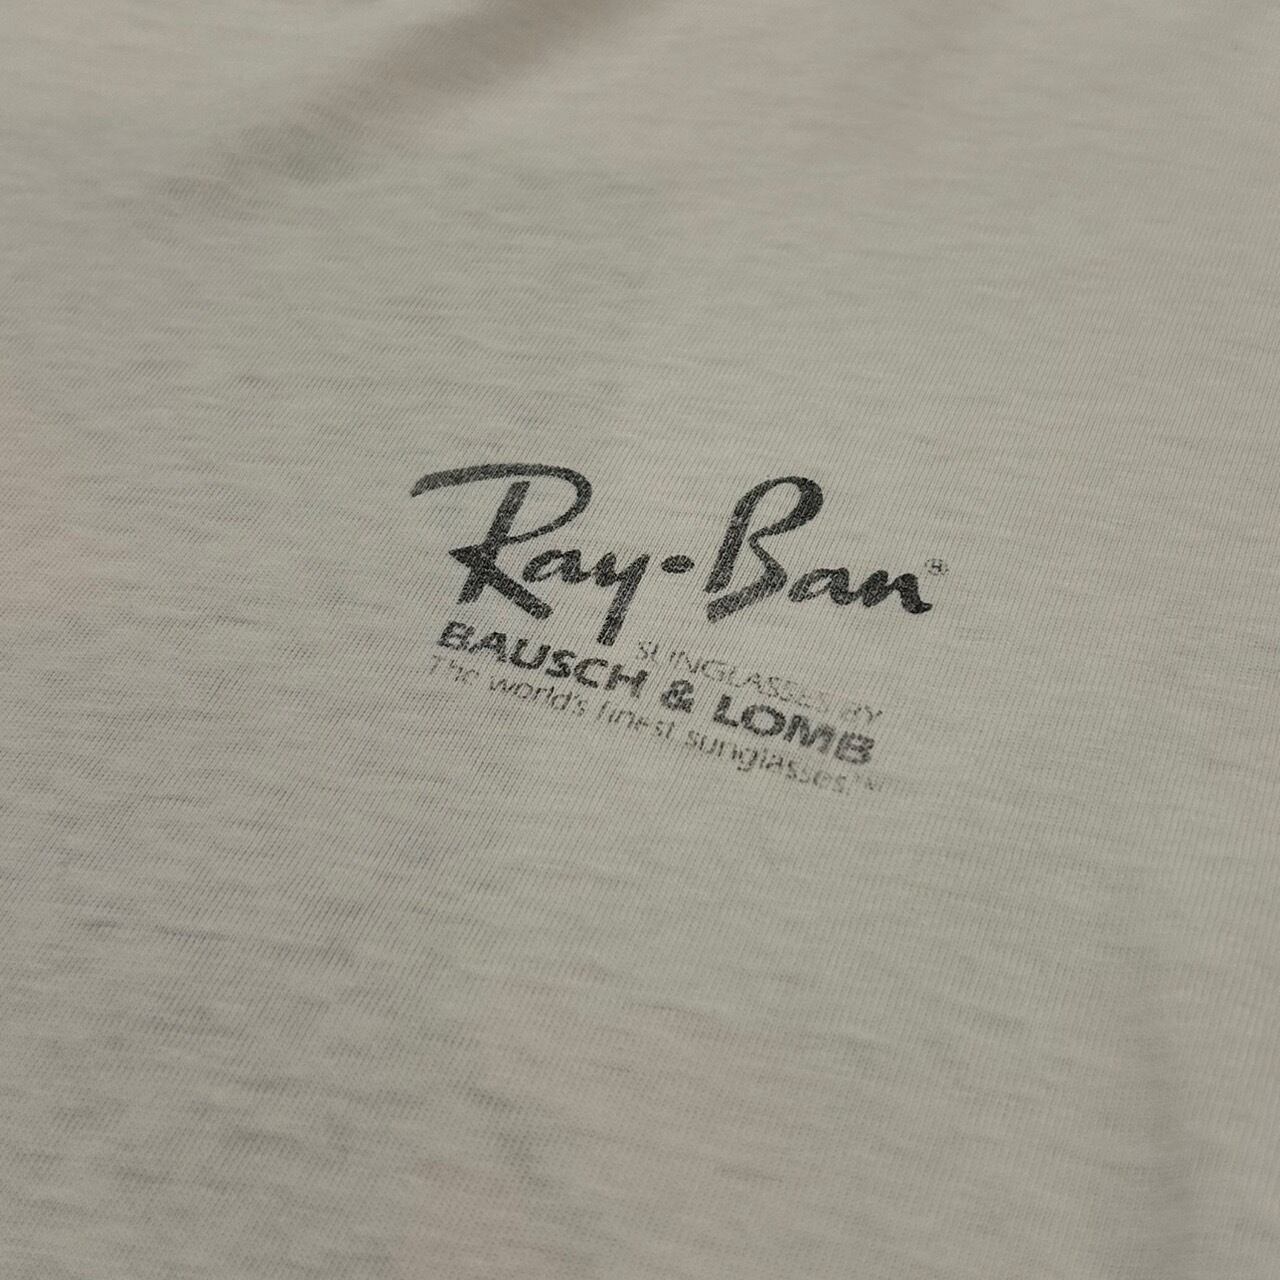 Ray-Ban®
SUNGLASSES BY
BAUSCH & LOMB
The world's finest sunglasses.™